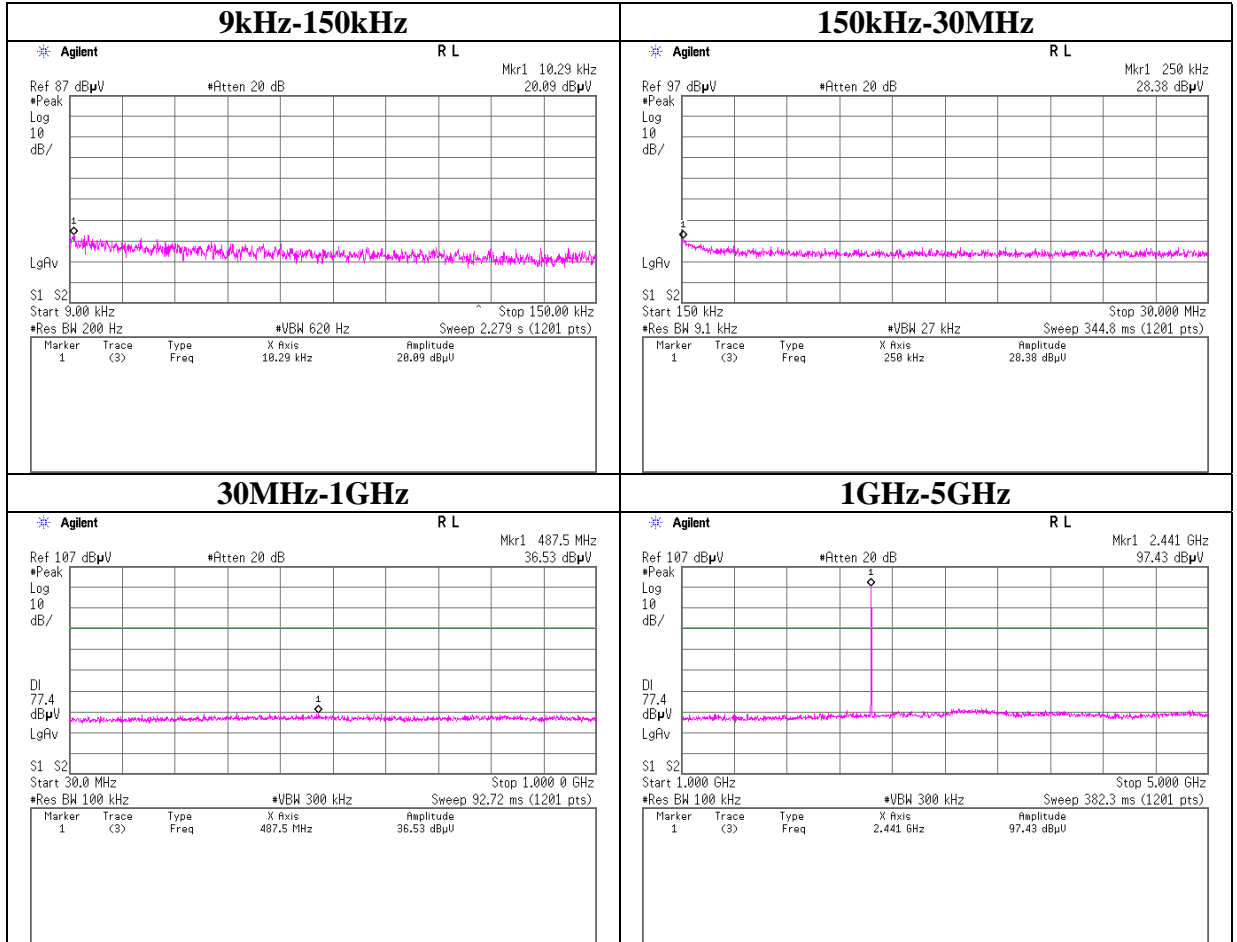 9kHz-150kHz
Agilent R L
Mkr1 10.29 kHz
Ref 87 dBµV #Atten 20 dB 20.09 dBµV
#Peak
Log
10
dB/
1
LgAv
S1 S2
Start 9.00 kHz ^ Stop 150.00 kHz
#Res BW 200 Hz #VBW 620 Hz Sweep 2.279 s (1201 pts)
Marker Trace Type X Axis Amplitude
1 (3) Freq 10.29 kHz 20.09 dBµV
150kHz-30MHz
Agilent R L
Mkr1 250 kHz
Ref 97 dBµV #Atten 20 dB 28.38 dBµV
#Peak
Log
10
dB/
1
LgAv
S1 S2
Start 150 kHz Stop 30.000 MHz
#Res BW 9.1 kHz #VBW 27 kHz Sweep 344.8 ms (1201 pts)
Marker Trace Type X Axis Amplitude
1 (3) Freq 250 kHz 28.38 dBµV
30MHz-1GHz
Agilent R L
Mkr1 487.5 MHz
Ref 107 dBµV #Atten 20 dB 36.53 dBµV
#Peak
Log
10
dB/
DI
77.4
dBµV
1
LgAv
S1 S2
Start 30.0 MHz Stop 1.000 0 GHz
#Res BW 100 kHz #VBW 300 kHz Sweep 92.72 ms (1201 pts)
Marker Trace Type X Axis Amplitude
1 (3) Freq 487.5 MHz 36.53 dBµV
1GHz-5GHz
Agilent R L
Mkr1 2.441 GHz
Ref 107 dBµV #Atten 20 dB 97.43 dBµV
#Peak
1
Log
10
dB/
DI
77.4
dBµV
LgAv
S1 S2
Start 1.000 GHz Stop 5.000 GHz
#Res BW 100 kHz #VBW 300 kHz Sweep 382.3 ms (1201 pts)
Marker Trace Type X Axis Amplitude
1 (3) Freq 2.441 GHz 97.43 dBµV